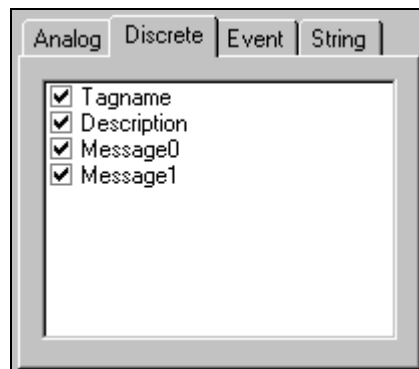 Analog Discrete Event String
Tagname
Description
Message0
Message1